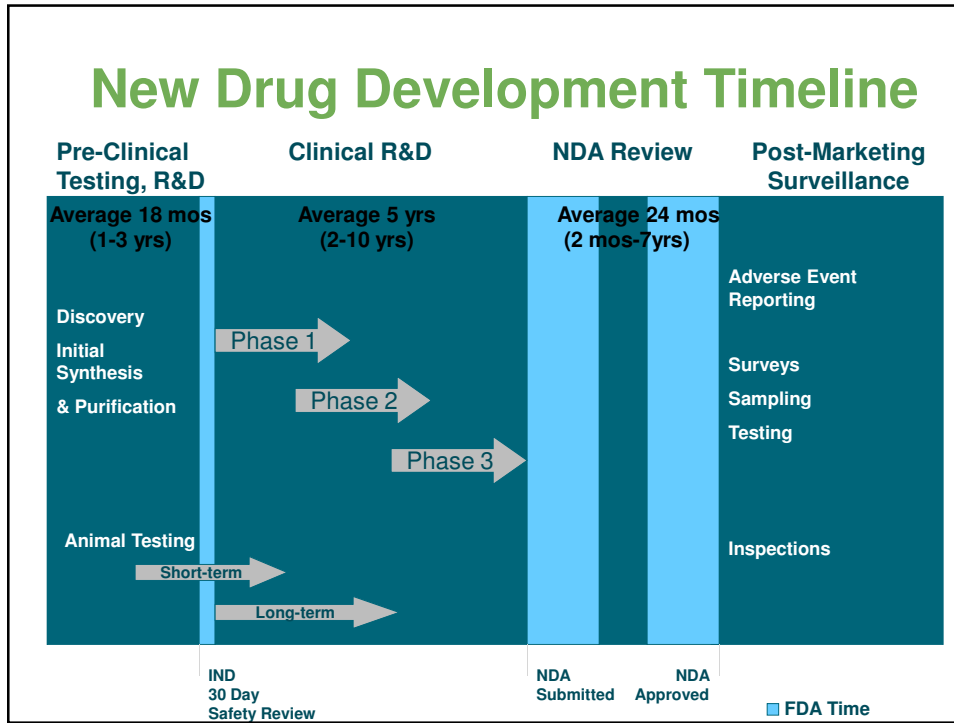 New Drug Development Timeline
Pre-Clinical
Testing, R&D
Clinical R&D
NDA Review
Post-Marketing
Surveillance
Average 18 mos
(1-3 yrs)
Average 5 yrs
(2-10 yrs)
Average 24 mos
(2 mos-7yrs)
Discovery
Initial
Synthesis
& Purification
Animal Testing
Short-term
Long-term
Phase 1
Phase 2
Phase 3
Adverse Event
Reporting
Surveys
Sampling
Testing
Inspections
IND
30 Day
Safety Review
NDA
Submitted
NDA
Approved
FDA Time